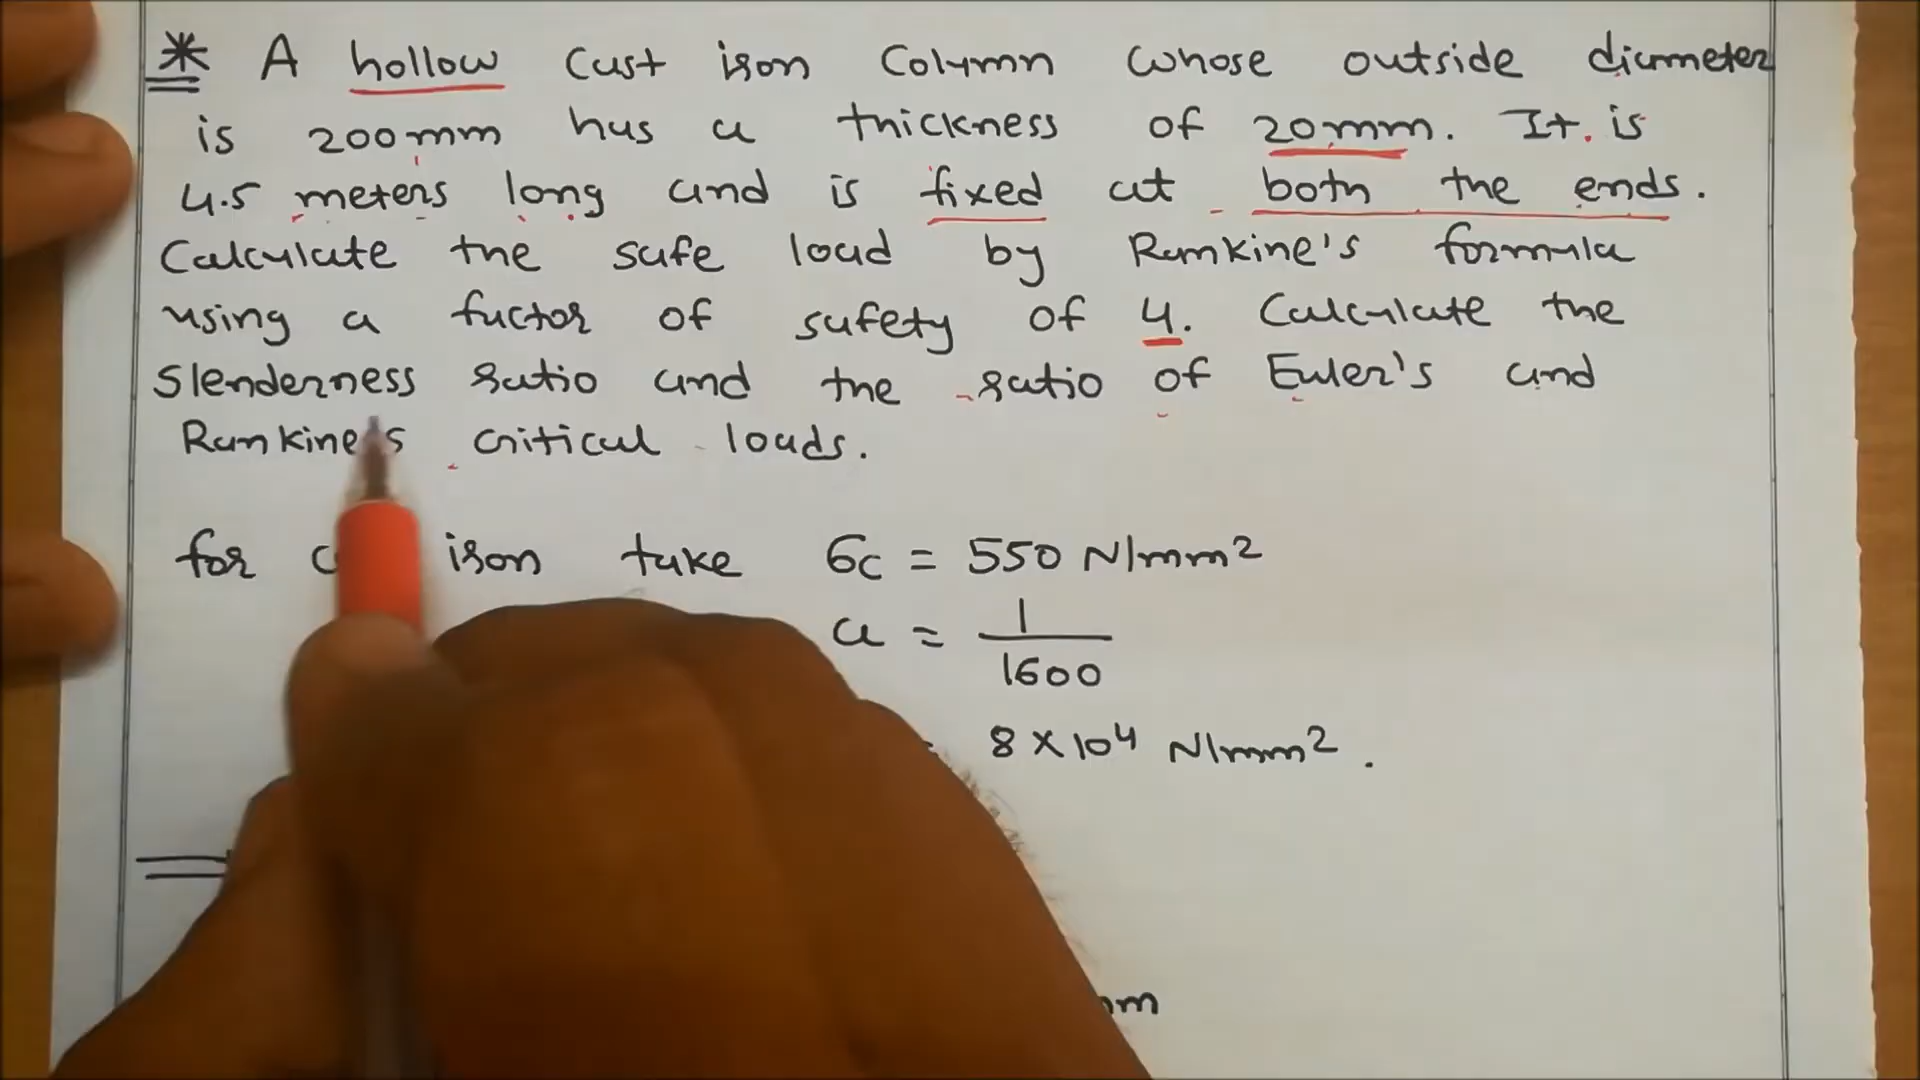 * A hollow Cast iron Column whose outside diameter
is 200mm has a thickness of 20mm. It is
4.5 meters long and is fixed at both the ends.
Calculate the safe load by Rankine's formula
using a factor of safety of 4. Calculate the
Slenderness ratio and the ratio of Euler's and
Rankine's critical loads.
for iron take σc = 550 N/mm²
a = 1/1600
8 × 10⁴ N/mm².